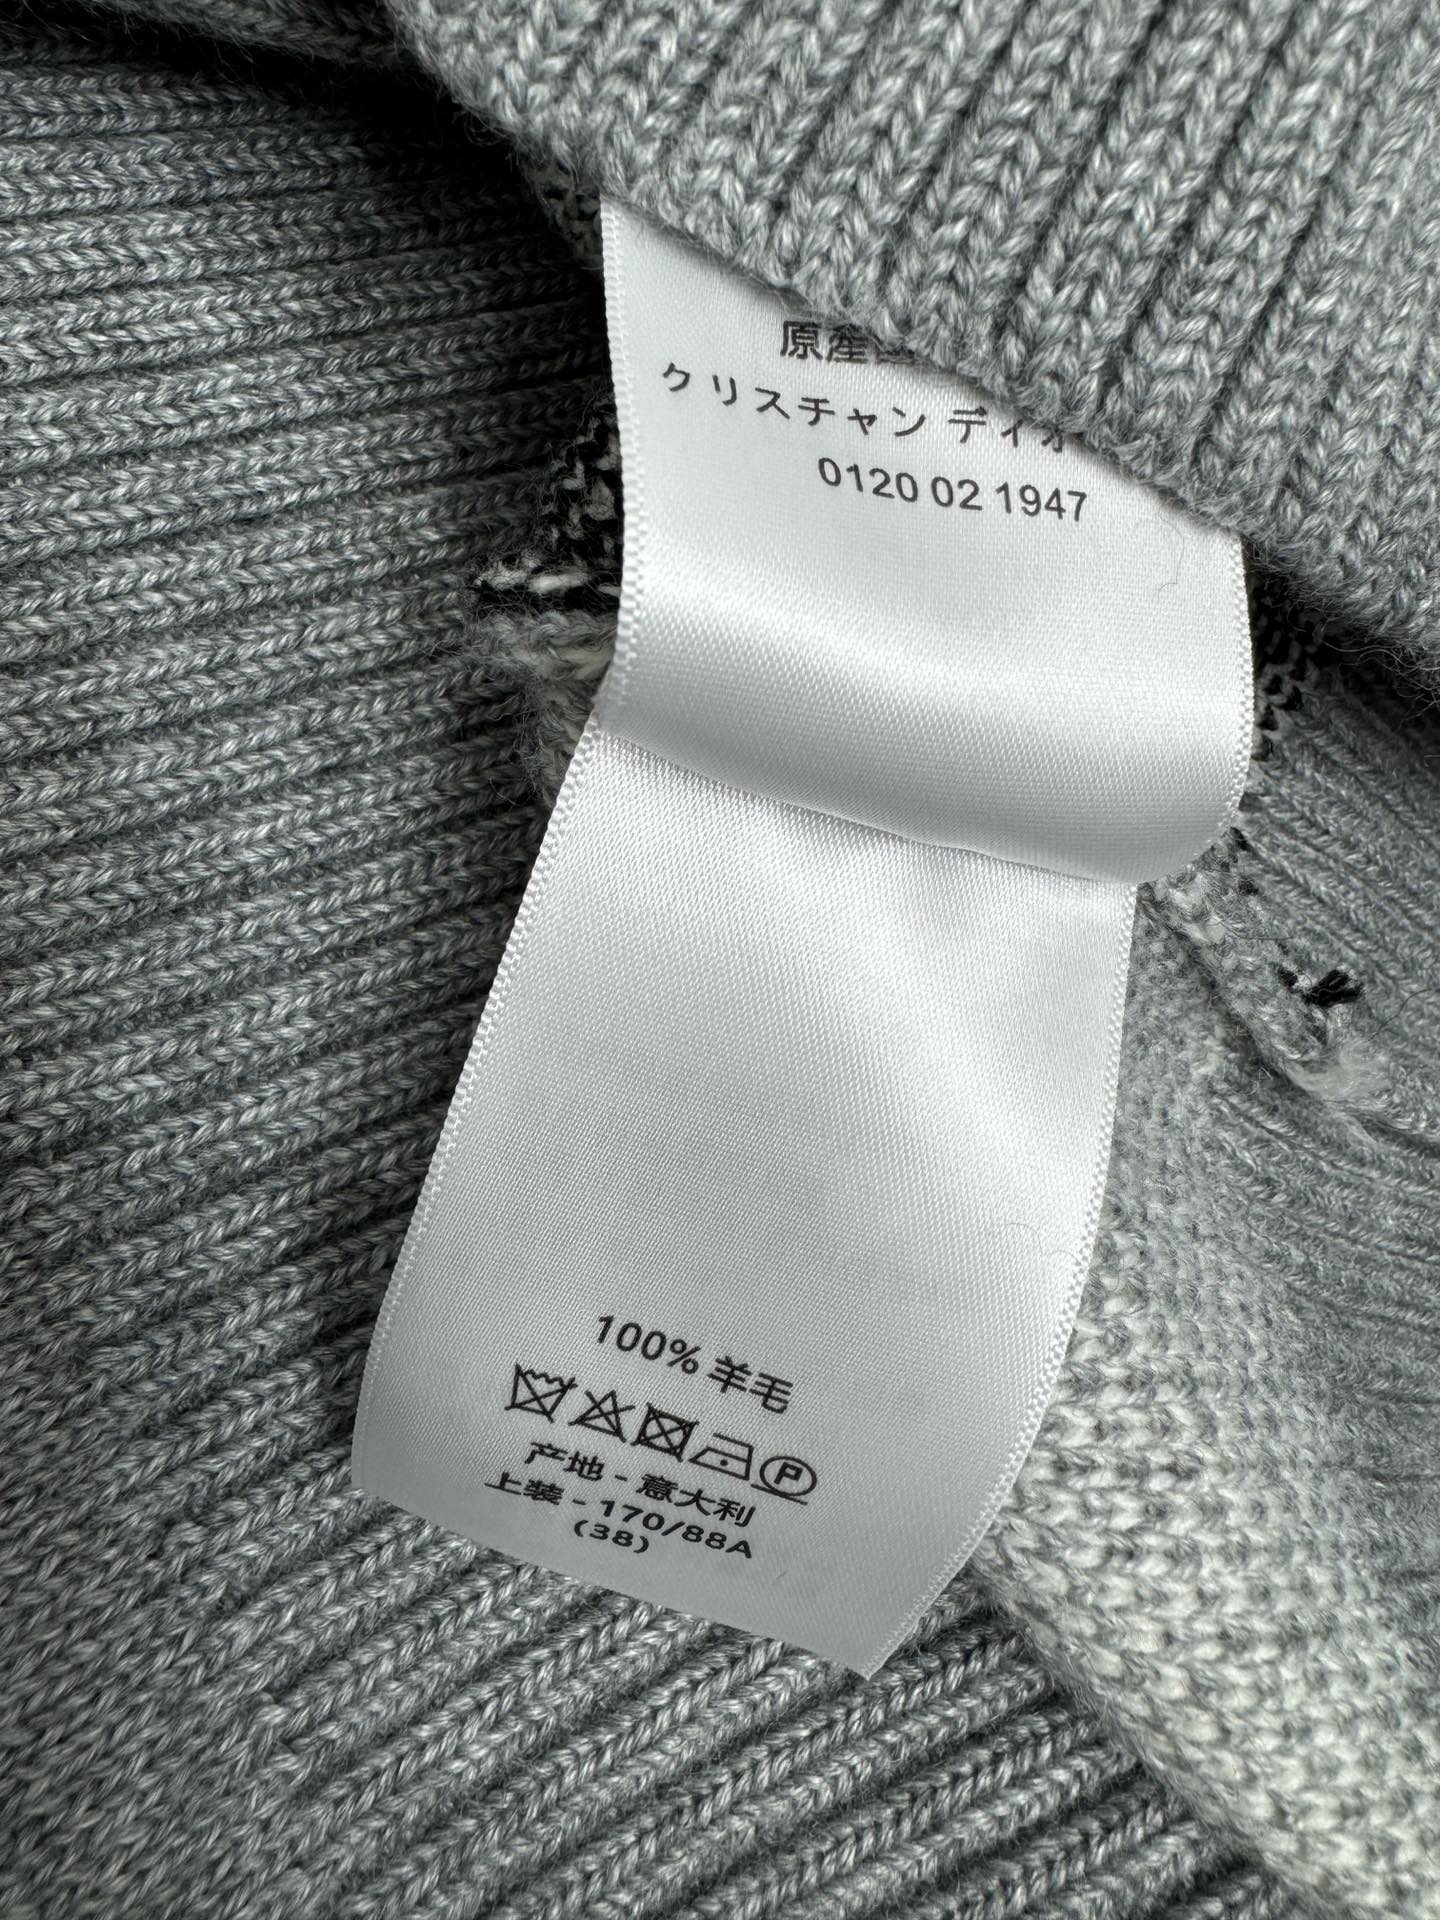 原産
クリスチャン ディオ
0120 02 1947
100% 羊毛
P
产地 - 意大利
上装 - 170/88A
(38)